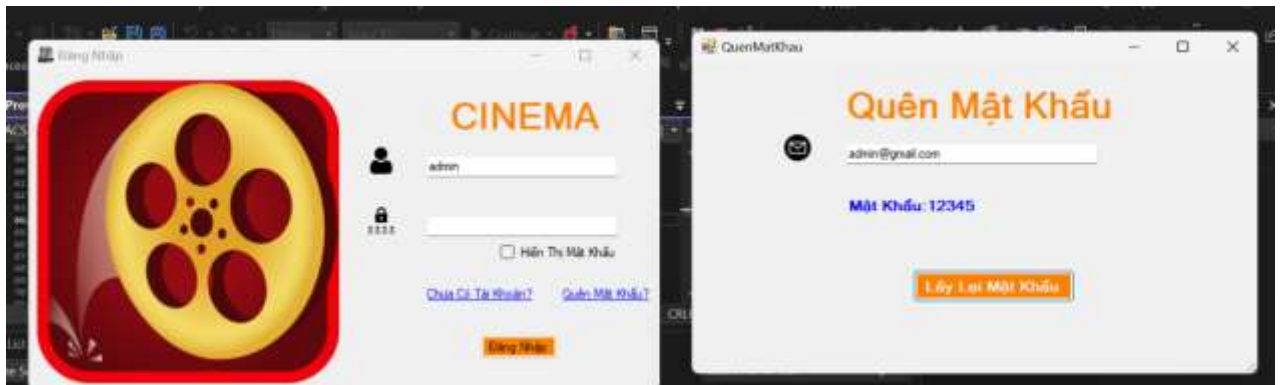 Đăng Nhập
CINEMA
admin
Hiển Thị Mật Khẩu
Chưa Có Tài Khoản? Quên Mật Khẩu?
Đăng Nhập
QuenMatKhau
Quên Mật Khẩu
admin@gmail.com
Mật Khẩu: 12345
Lấy Lại Mật Khẩu